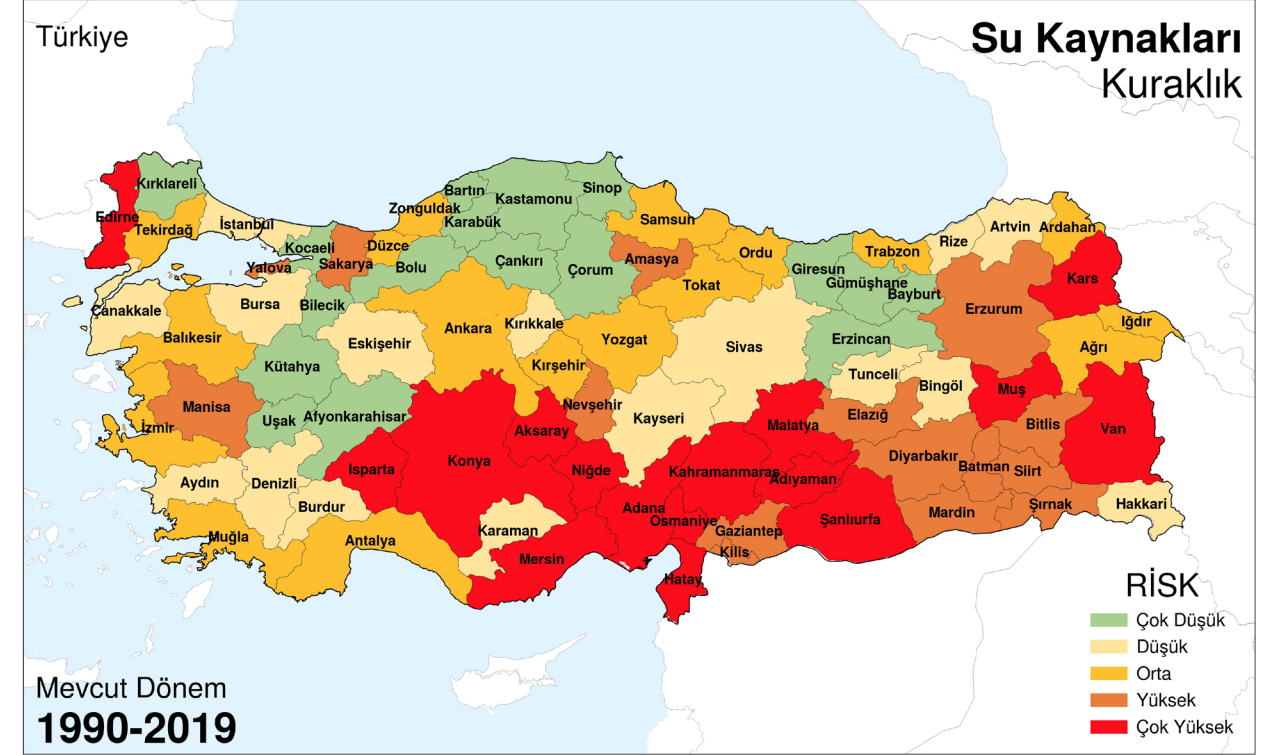 Türkiye
Su Kaynakları
Kuraklık
Kırklareli
Edirne
Tekirdağ
İstanbul
Kocaeli
Yalova
Sakarya
Düzce
Zonguldak
Bartın
Karabük
Kastamonu
Sinop
Samsun
Bolu
Çankırı
Çorum
Amasya
Ordu
Tokat
Giresun
Gümüşhane
Bayburt
Trabzon
Rize
Artvin
Ardahan
Kars
Erzurum
Iğdır
Ağrı
Çanakkale
Balıkesir
Bursa
Bilecik
Eskişehir
Kütahya
Ankara
Kırıkkale
Kırşehir
Yozgat
Sivas
Erzincan
Tunceli
Bingöl
Muş
Manisa
İzmir
Uşak
Afyonkarahisar
Nevşehir
Kayseri
Aksaray
Malatya
Elazığ
Bitlis
Van
Aydın
Denizli
Isparta
Burdur
Konya
Niğde
Kahramanmaraş
Adıyaman
Diyarbakır
Batman
Siirt
Mardin
Şırnak
Hakkari
Muğla
Antalya
Karaman
Mersin
Adana
Osmaniye
Gaziantep
Kilis
Şanlıurfa
Hatay
RİSK
Çok Düşük
Düşük
Orta
Yüksek
Çok Yüksek
Mevcut Dönem
1990-2019